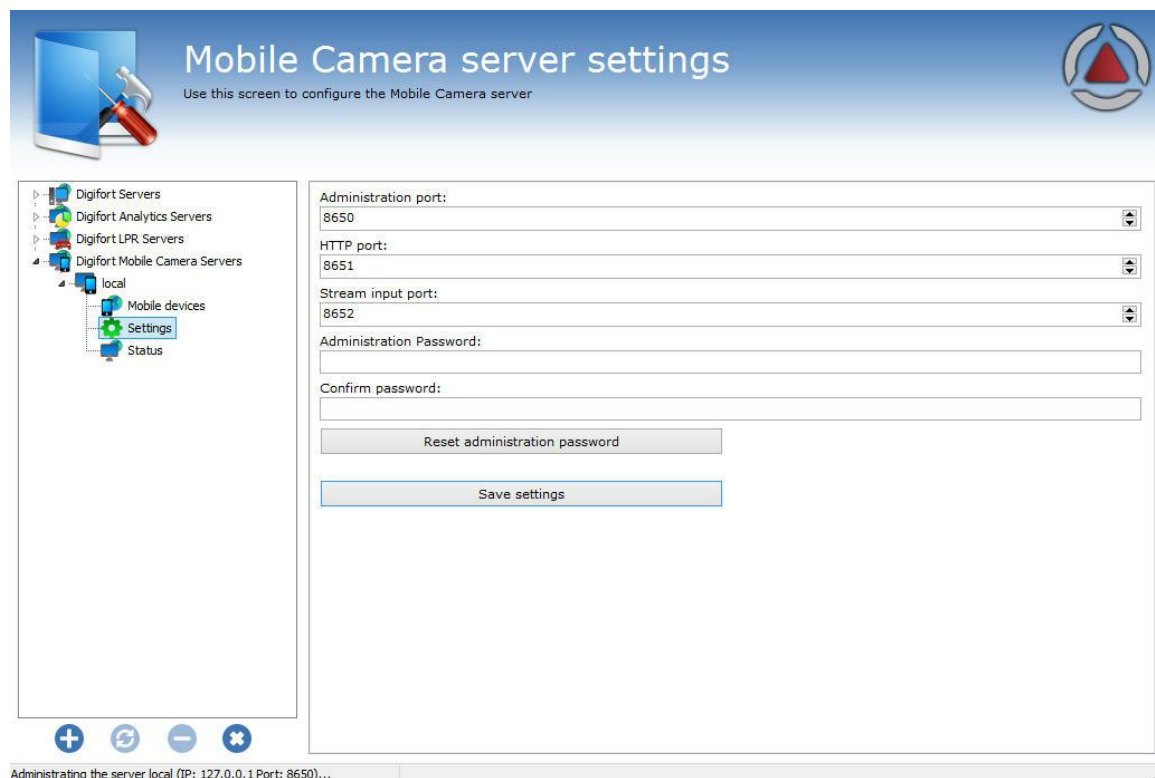 Mobile Camera server settings
Use this screen to configure the Mobile Camera server
Digifort Servers
Digifort Analytics Servers
Digifort LPR Servers
Digifort Mobile Camera Servers
local
Mobile devices
Settings
Status
Administration port:
8650
HTTP port:
8651
Stream input port:
8652
Administration Password:
Confirm password:
Reset administration password
Save settings
Administrating the server local (IP: 127.0.0.1 Port: 8650)...